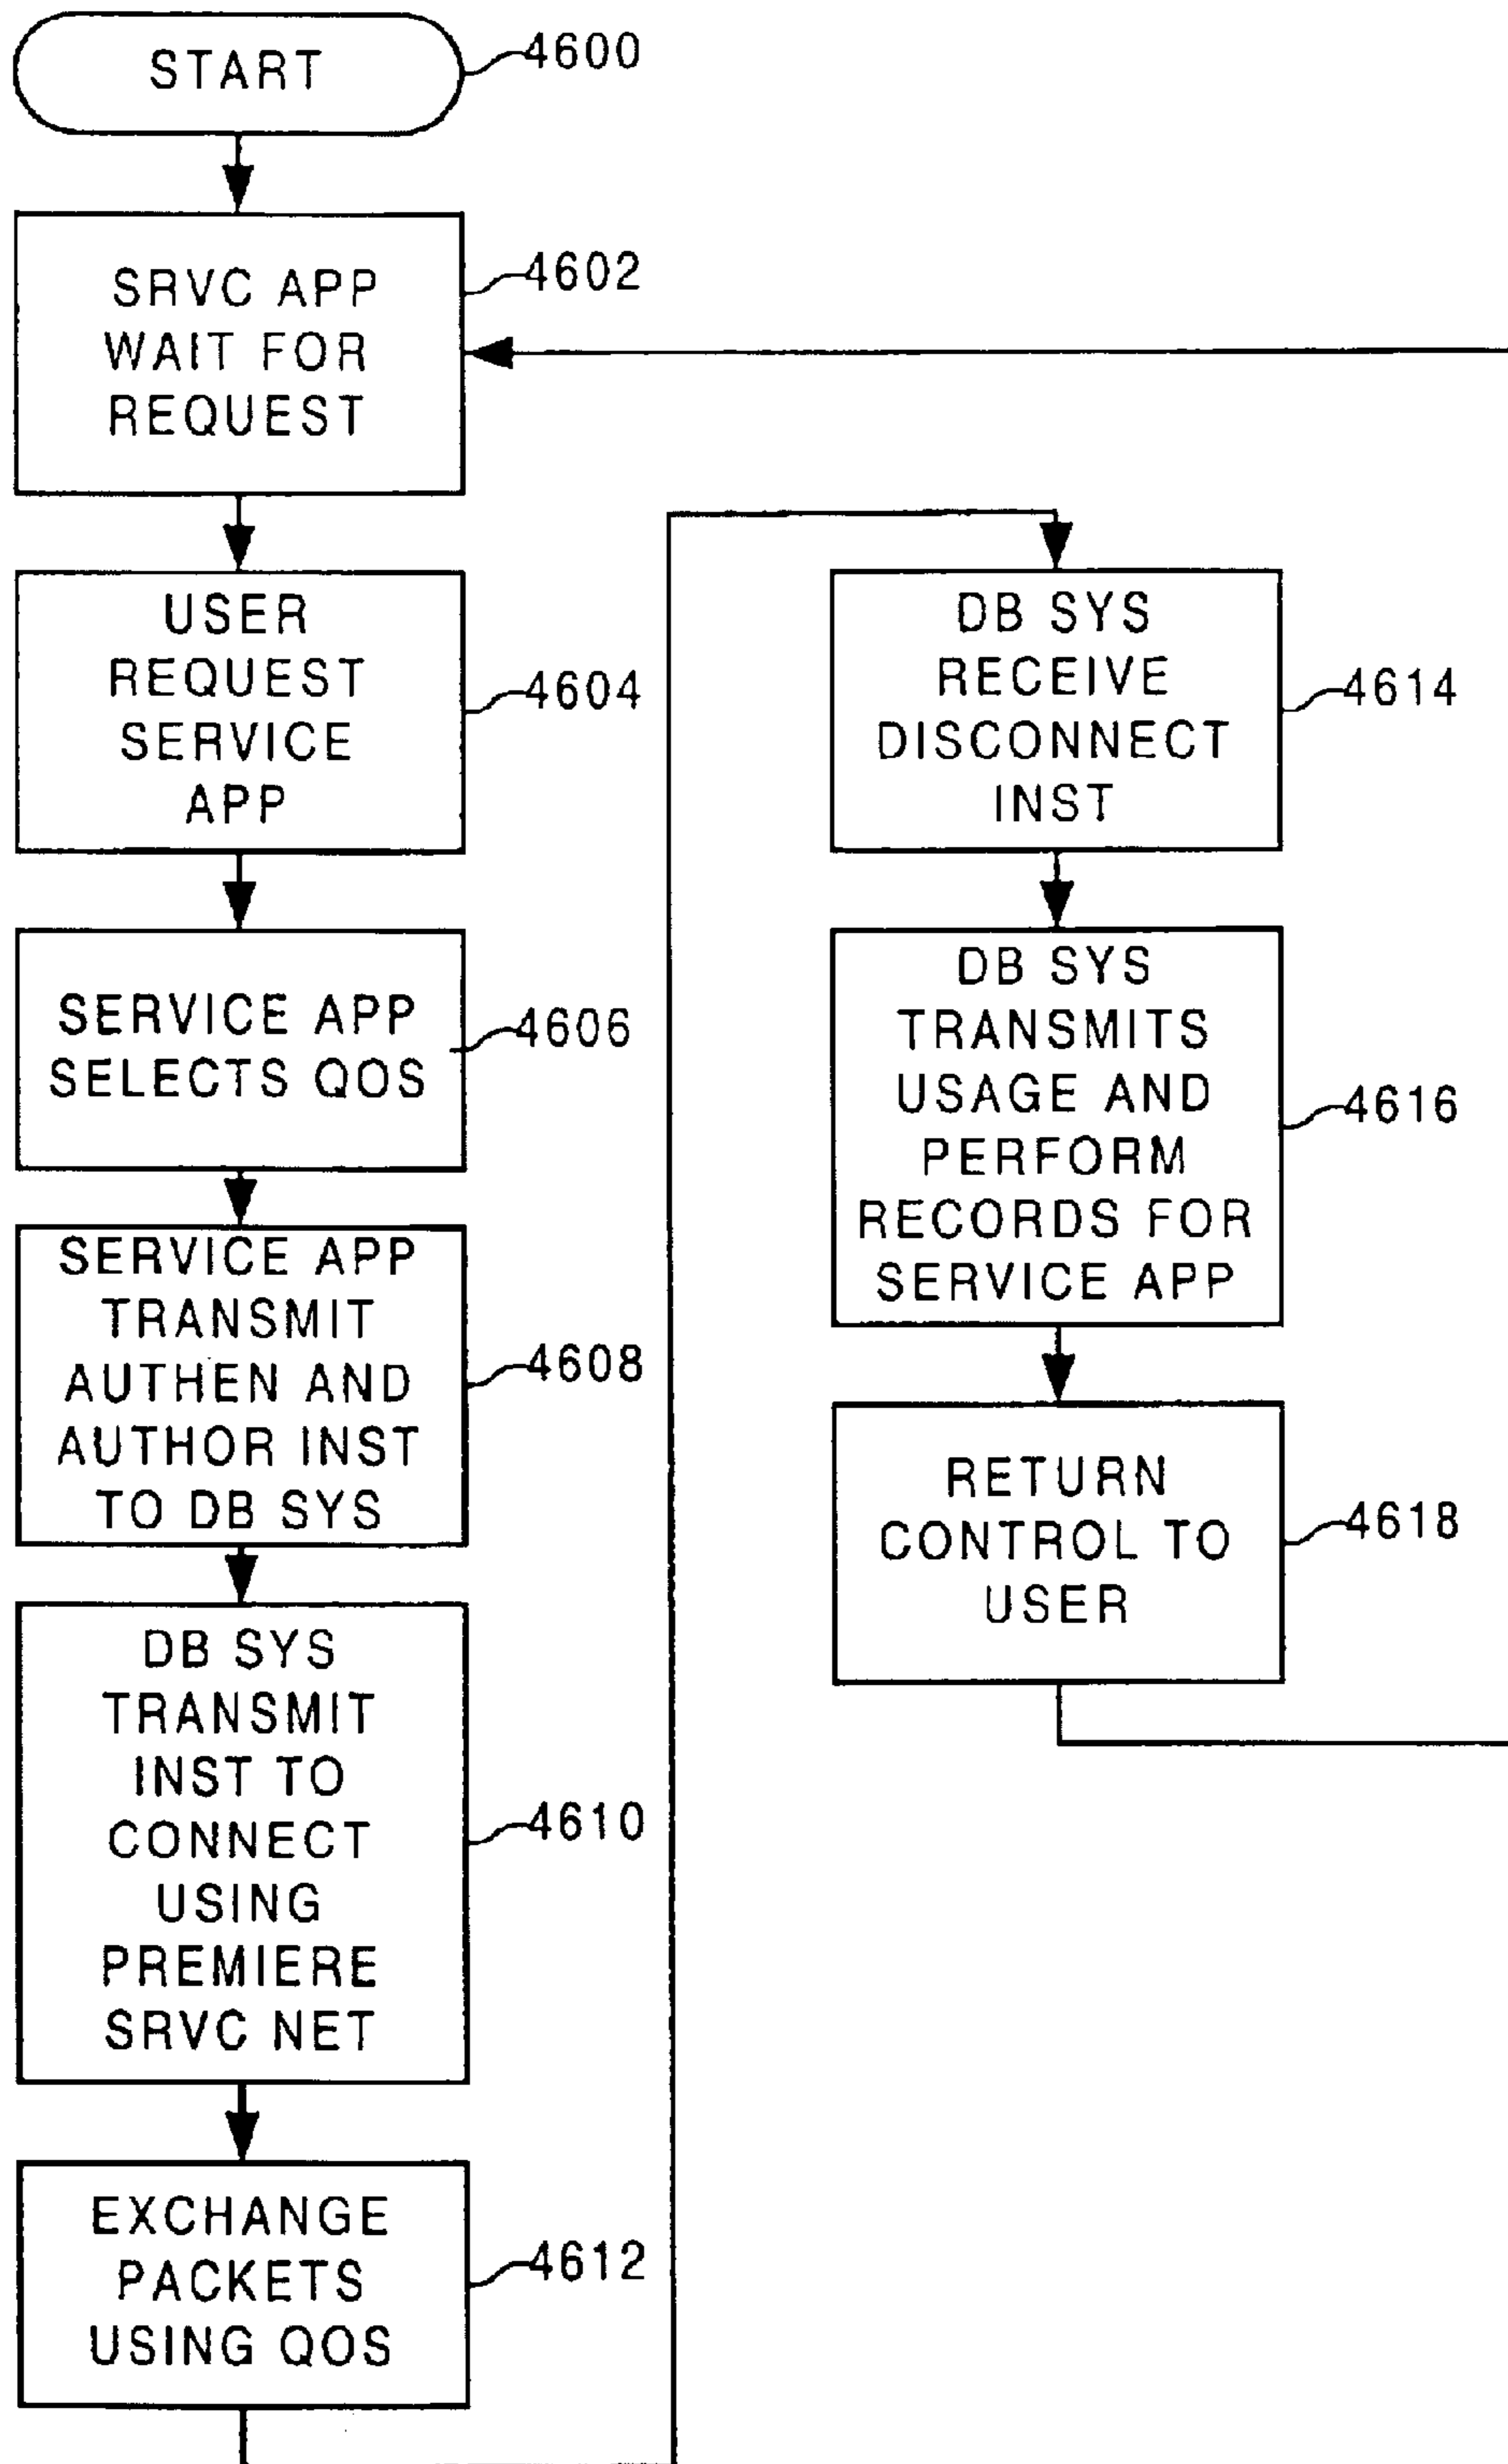 START
4600
SRVC APP
WAIT FOR
REQUEST
4602
USER
REQUEST
SERVICE
APP
4604
SERVICE APP
SELECTS QOS
4606
SERVICE APP
TRANSMIT
AUTHEN AND
AUTHOR INST
TO DB SYS
4608
DB SYS
TRANSMIT
INST TO
CONNECT
USING
PREMIERE
SRVC NET
4610
EXCHANGE
PACKETS
USING QOS
4612
DB SYS
RECEIVE
DISCONNECT
INST
4614
DB SYS
TRANSMITS
USAGE AND
PERFORM
RECORDS FOR
SERVICE APP
4616
RETURN
CONTROL TO
USER
4618